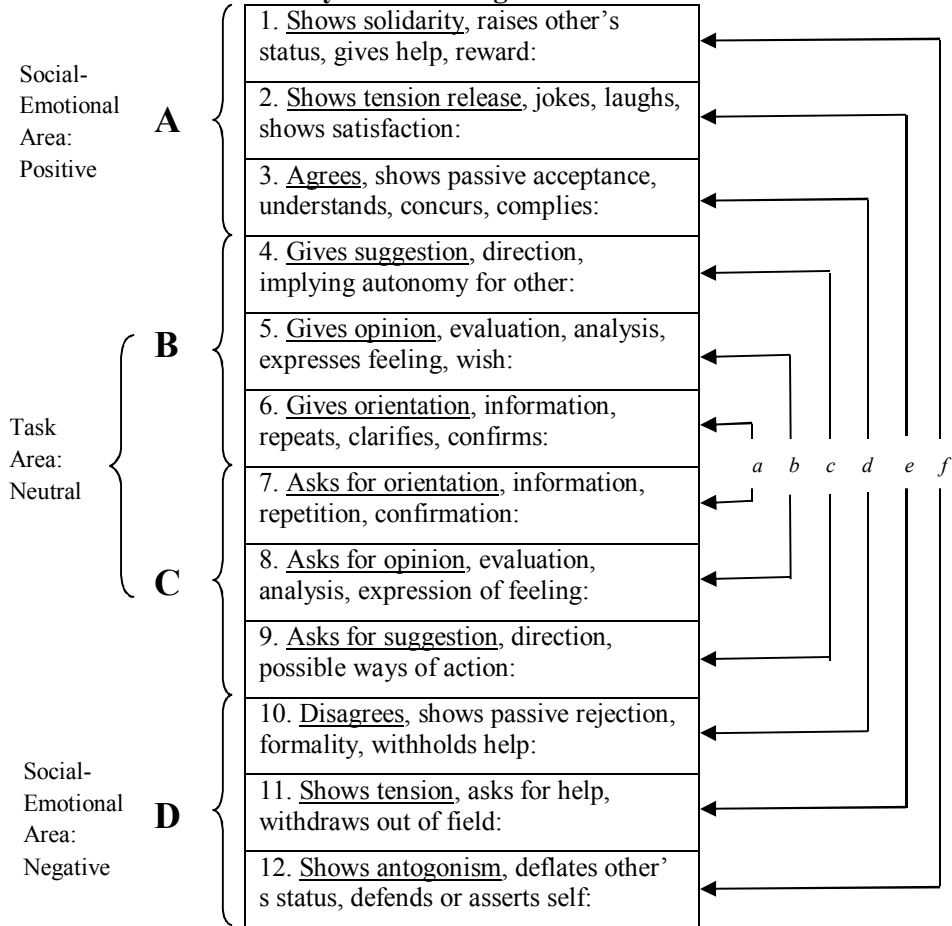 1. Shows solidarity, raises other's
status, gives help, reward:
2. Shows tension release, jokes, laughs,
shows satisfaction:
3. Agrees, shows passive acceptance,
understands, concurs, complies:
Social-
Emotional
Area:
Positive
A
4. Gives suggestion, direction,
implying autonomy for other:
5. Gives opinion, evaluation, analysis,
expresses feeling, wish:
6. Gives orientation, information,
repeats, clarifies, confirms:
B
Task
Area:
Neutral
7. Asks for orientation, information,
repetition, confirmation:
8. Asks for opinion, evaluation,
analysis, expression of feeling:
9. Asks for suggestion, direction,
possible ways of action:
C
a b c d e f
10. Disagrees, shows passive rejection,
formality, withholds help:
11. Shows tension, asks for help,
withdraws out of field:
12. Shows antogonism, deflates other'
s status, defends or asserts self:
Social-
Emotional
Area:
Negative
D